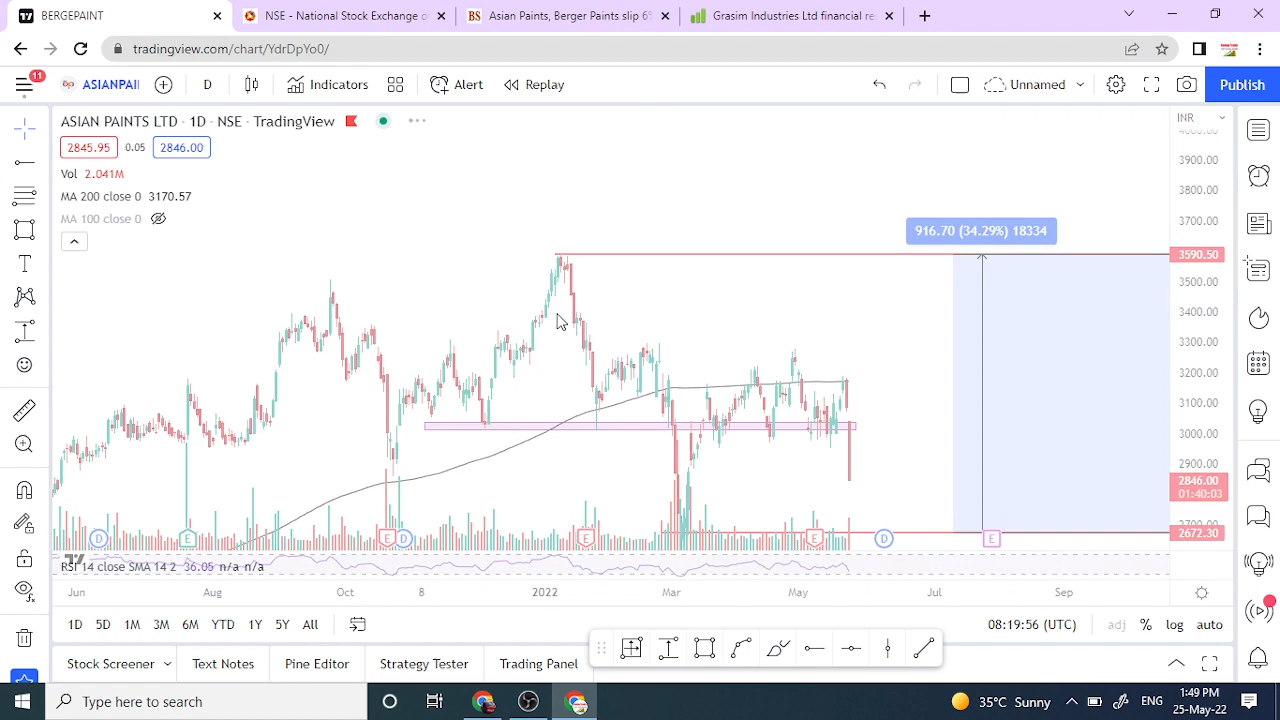 BERGEPAINT
NSE - National Stock Exchange o
Asian Paints, Berger Paints slip 6
Grasim Industries Ltd financial re
tradingview.com/chart/YdrDpYo0/
11
ASIANPAI
D
Indicators
Alert
Replay
Unnamed
Publish
ASIAN PAINTS LTD · 1D · NSE · TradingView
INR
4000.00
2845.95
0.05
2846.00
3900.00
Vol 2.041M
3800.00
MA 200 close 0 3170.57
MA 100 close 0
3700.00
916.70 (34.29%) 18334
3590.50
3500.00
3400.00
3300.00
3200.00
3100.00
3000.00
2900.00
2846.00
01:40:03
2700.00
2672.30
D
E
E
D
E
E
D
E
RSI 14 close SMA 14 2 36.05 n/a n/a
Jun
Aug
Oct
8
2022
Mar
May
Jul
Sep
1D
5D
1M
3M
6M
YTD
1Y
5Y
All
08:19:56 (UTC)
adj
%
log
auto
Stock Screener
Text Notes
Pine Editor
Strategy Tester
Trading Panel
Type here to search
35°C Sunny
ENG
1:49 PM
25-May-22